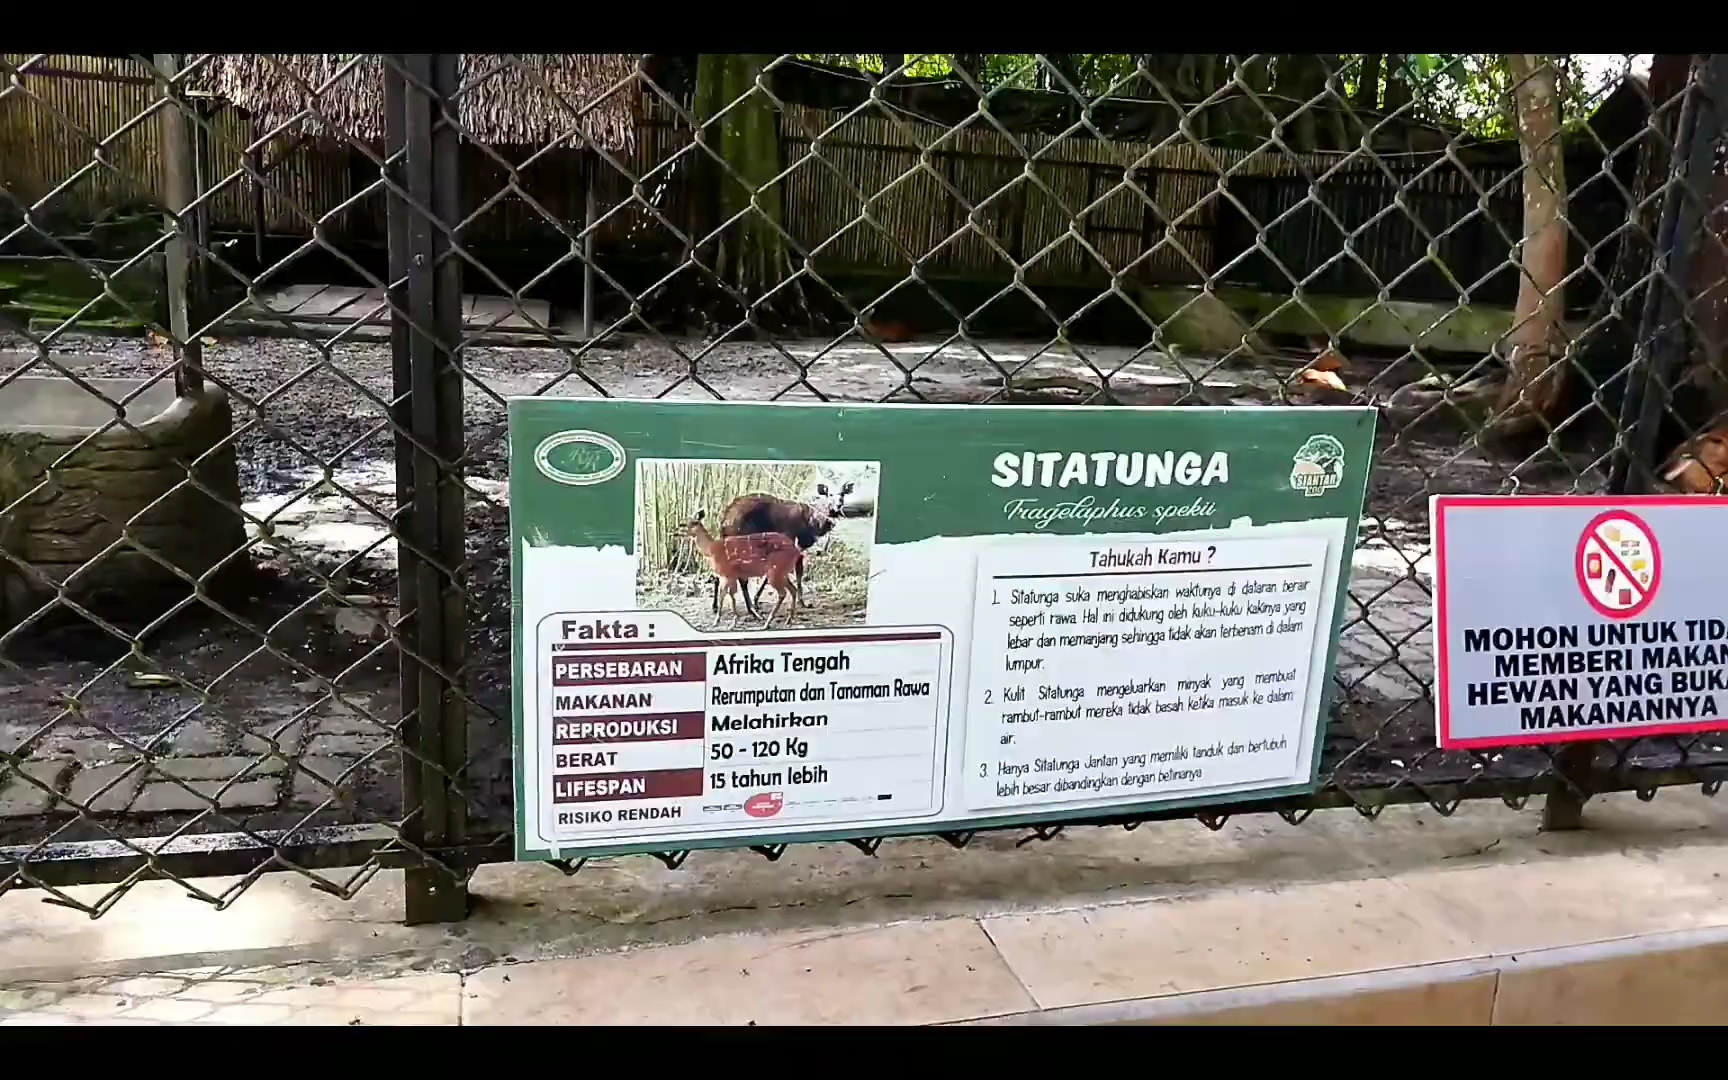 RR
SITATUNGA
Tragelaphus spekii
SIANTAR
ZOO
Fakta :
PERSEBARAN Afrika Tengah
MAKANAN Rerumputan dan Tanaman Rawa
REPRODUKSI Melahirkan
BERAT 50 - 120 Kg
LIFESPAN 15 tahun lebih
RISIKO RENDAH
Tahukah Kamu ?
1. Sitatunga suka menghabiskan waktunya di dataran berair
seperti rawa. Hal ini didukung oleh kuku-kuku kakinya yang
lebar dan memanjang sehingga tidak akan terbenam di dalam
lumpur.
2. Kulit Sitatunga mengeluarkan minyak yang membuat
rambut-rambut mereka tidak basah ketika masuk ke dalam
air.
3. Hanya Sitatunga Jantan yang memiliki tanduk dan bertubuh
lebih besar dibandingkan dengan betinanya
MOHON UNTUK TIDA
MEMBERI MAKAN
HEWAN YANG BUKA
MAKANANNYA